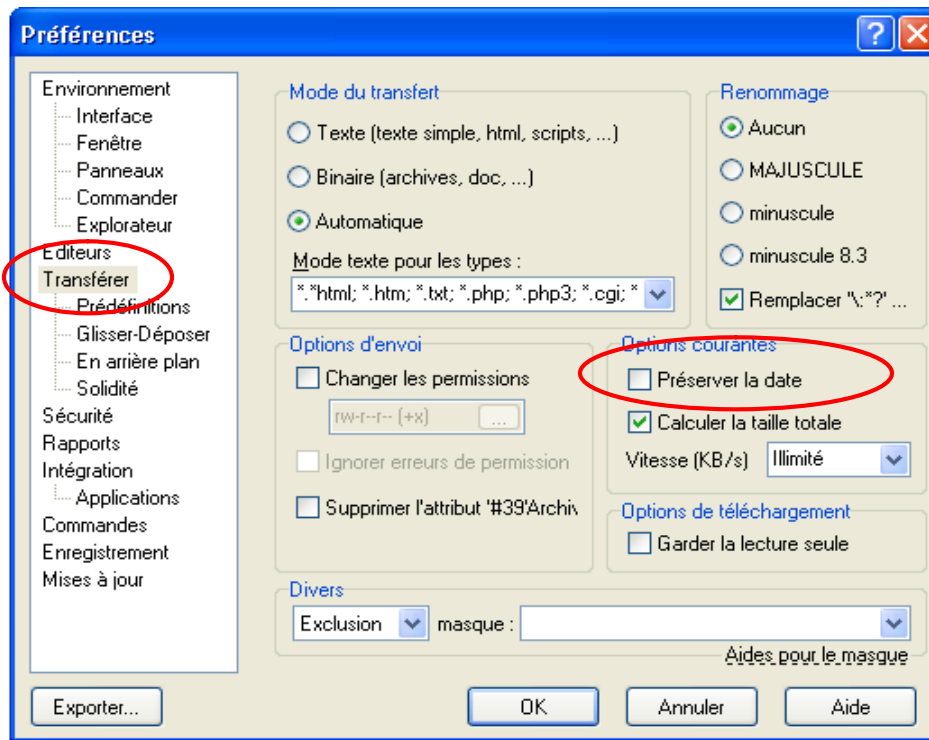 Préférences
Environnement
Interface
Fenêtre
Panneaux
Commander
Explorateur
Editeurs
Transférer
Prédéfinitions
Glisser-Déposer
En arrière plan
Solidité
Sécurité
Rapports
Intégration
Applications
Commandes
Enregistrement
Mises à jour
Mode du transfert
Texte (texte simple, html, scripts, ...)
Binaire (archives, doc, ...)
Automatique
Mode texte pour les types :
*.*html; *.htm; *.txt; *.php; *.php3; *.cgi; *
Renommage
Aucun
MAJUSCULE
minuscule
minuscule 8.3
Remplacer '\:*?' ...
Options d'envoi
Changer les permissions
rw-r--r-- (+x)
...
Ignorer erreurs de permission
Supprimer l'attribut '#39'Archiv
Options courantes
Préserver la date
Calculer la taille totale
Vitesse (KB/s) Illimité
Options de téléchargement
Garder la lecture seule
Divers
Exclusion masque :
Aides pour le masque
Exporter... OK Annuler Aide